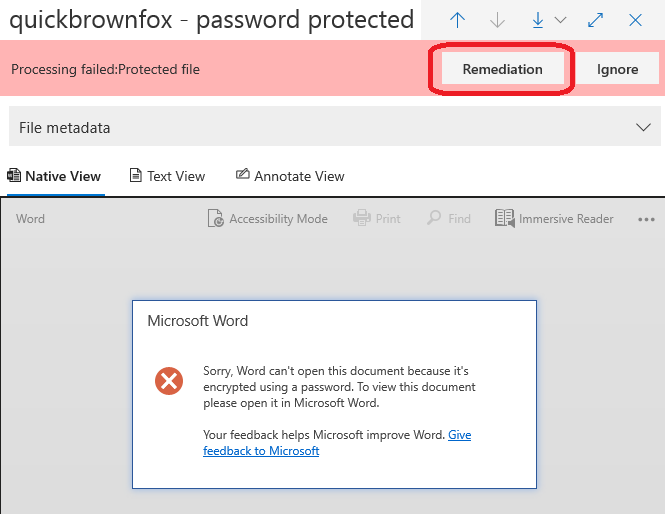 quickbrownfox - password protected
Processing failed:Protected file
Remediation
Ignore
File metadata
Native View
Text View
Annotate View
Word
Accessibility Mode
Print
Find
Immersive Reader
Microsoft Word
Sorry, Word can't open this document because it's
encrypted using a password. To view this document
please open it in Microsoft Word.
Your feedback helps Microsoft improve Word. Give
feedback to Microsoft